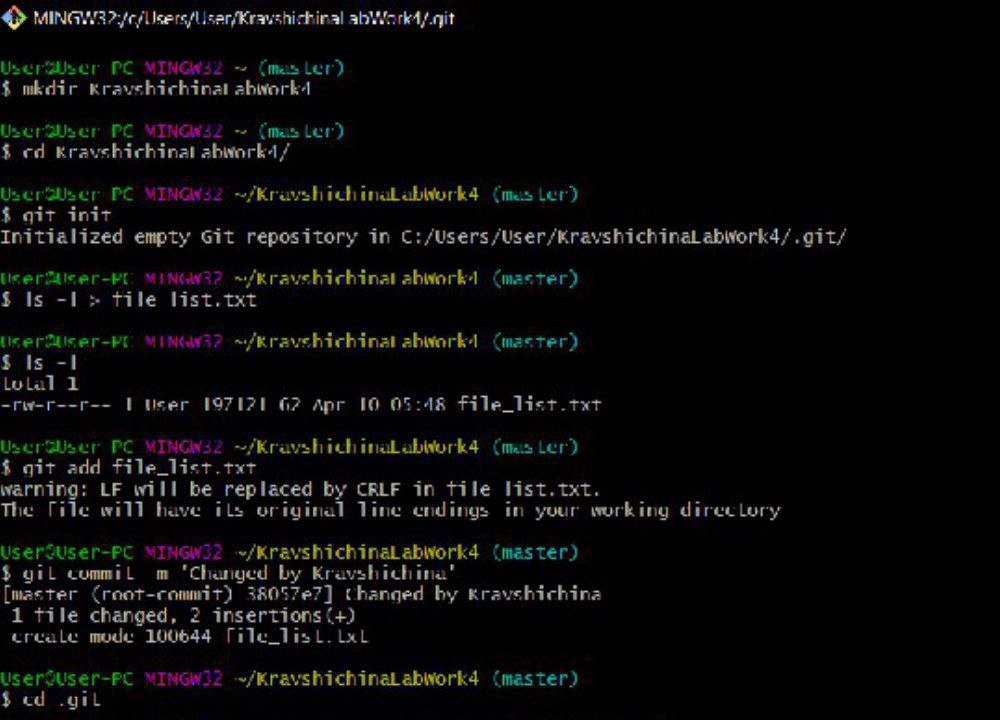 MINGW32:/c/Users/User/KravshichinaLabWork4/.git
User@User-PC MINGW32 ~ (master)
$ mkdir KravshichinaLabWork4
User@User-PC MINGW32 ~ (master)
$ cd KravshichinaLabWork4/
User@User-PC MINGW32 ~/KravshichinaLabWork4 (master)
$ git init
Initialized empty Git repository in C:/Users/User/KravshichinaLabWork4/.git/
User@User-PC MINGW32 ~/KravshichinaLabWork4 (master)
$ ls -l > file_list.txt
User@User-PC MINGW32 ~/KravshichinaLabWork4 (master)
$ ls -l
total 1
-rw-r--r-- 1 User 197121 62 Apr 10 05:48 file_list.txt
User@User-PC MINGW32 ~/KravshichinaLabWork4 (master)
$ git add file_list.txt
warning: LF will be replaced by CRLF in file_list.txt.
The file will have its original line endings in your working directory
User@User-PC MINGW32 ~/KravshichinaLabWork4 (master)
$ git commit -m 'Changed by Kravshichina'
[master (root-commit) 38057e7] Changed by Kravshichina
1 file changed, 2 insertions(+)
create mode 100644 file_list.txt
User@User-PC MINGW32 ~/KravshichinaLabWork4 (master)
$ cd .git